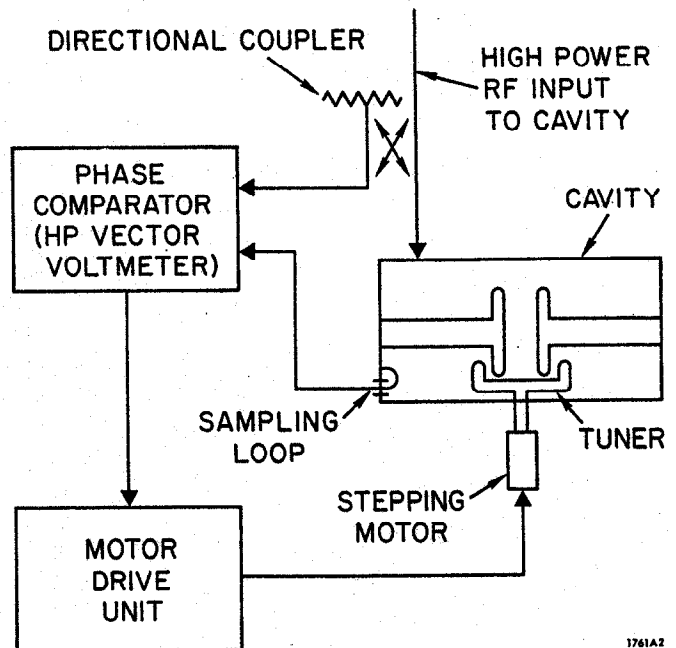 DIRECTIONAL COUPLER
HIGH POWER
RF INPUT
TO CAVITY
PHASE
COMPARATOR
(HP VECTOR
VOLTMETER)
CAVITY
SAMPLING
LOOP
TUNER
STEPPING
MOTOR
MOTOR
DRIVE
UNIT
1761A2